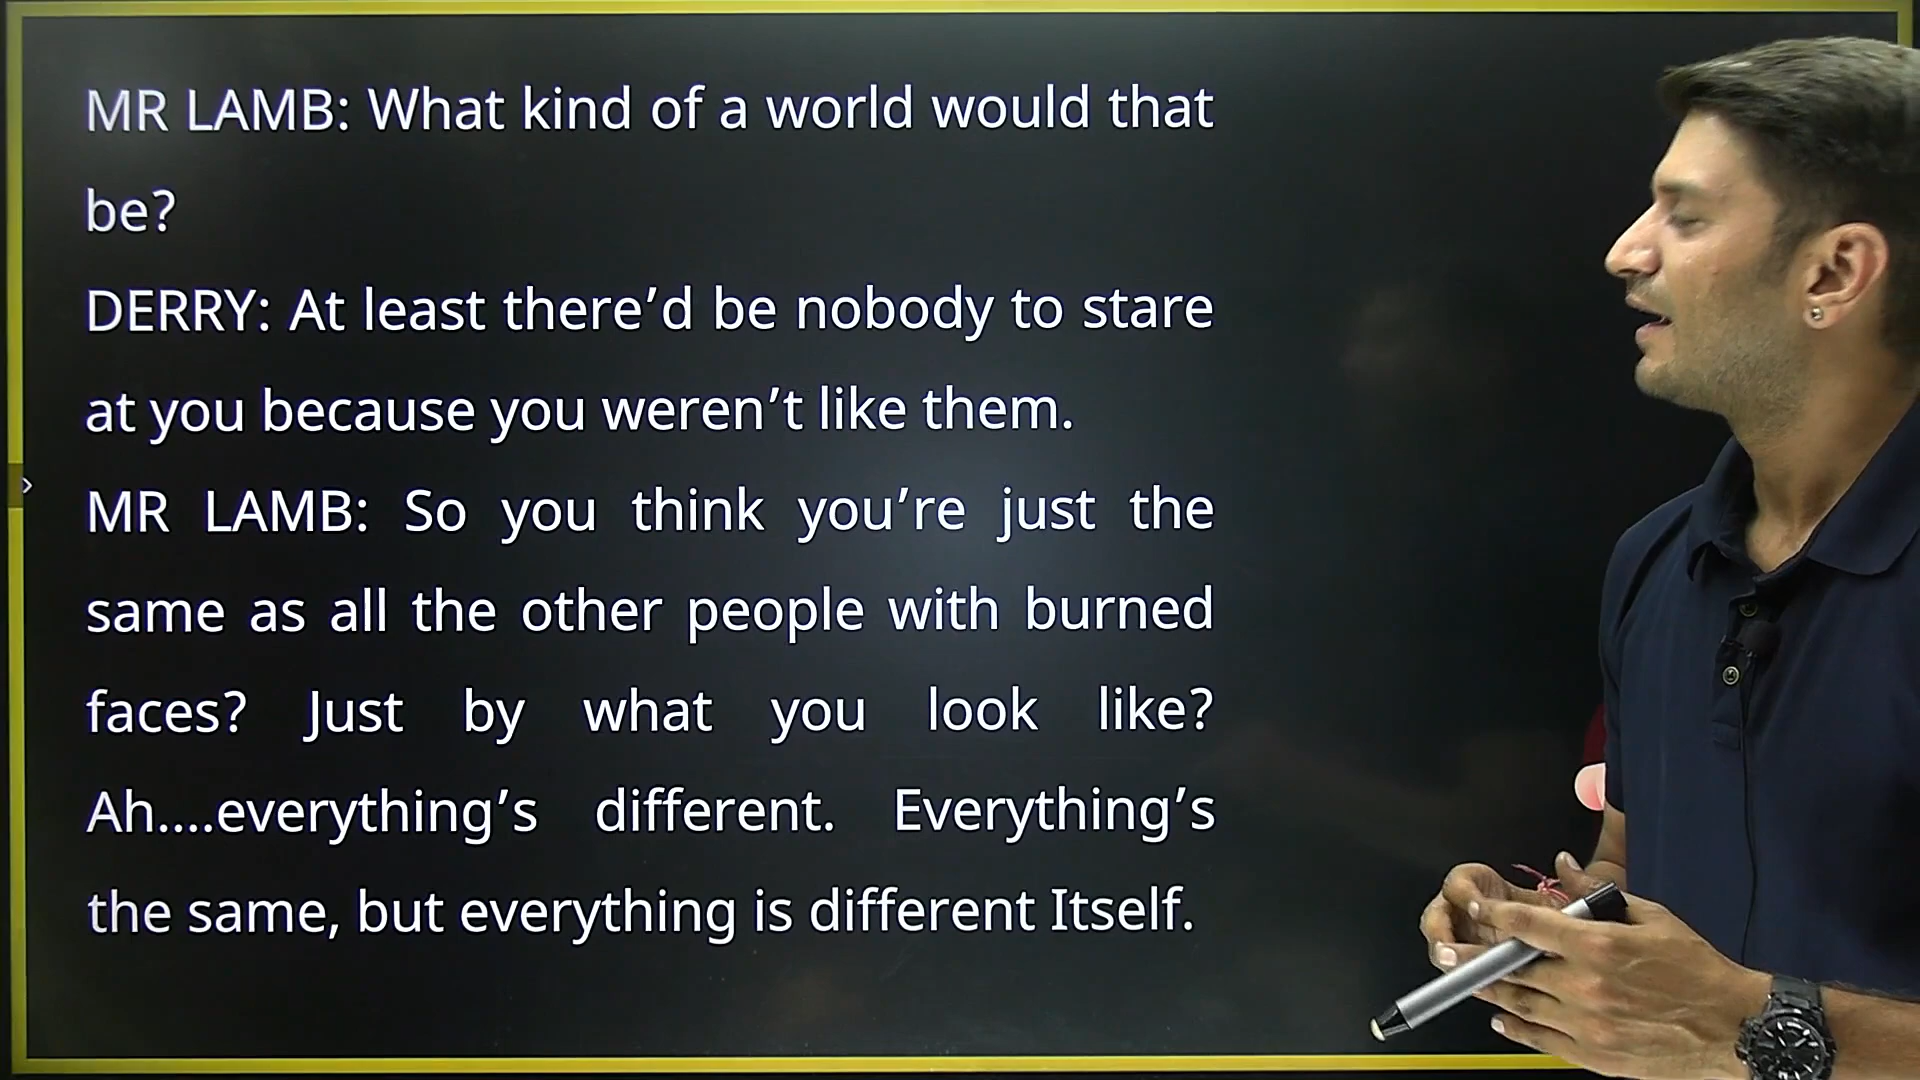 MR LAMB: What kind of a world would that
be?
DERRY: At least there’d be nobody to stare
at you because you weren’t like them.
MR LAMB: So you think you’re just the
same as all the other people with burned
faces? Just by what you look like?
Ah....everything’s different. Everything’s
the same, but everything is different Itself.